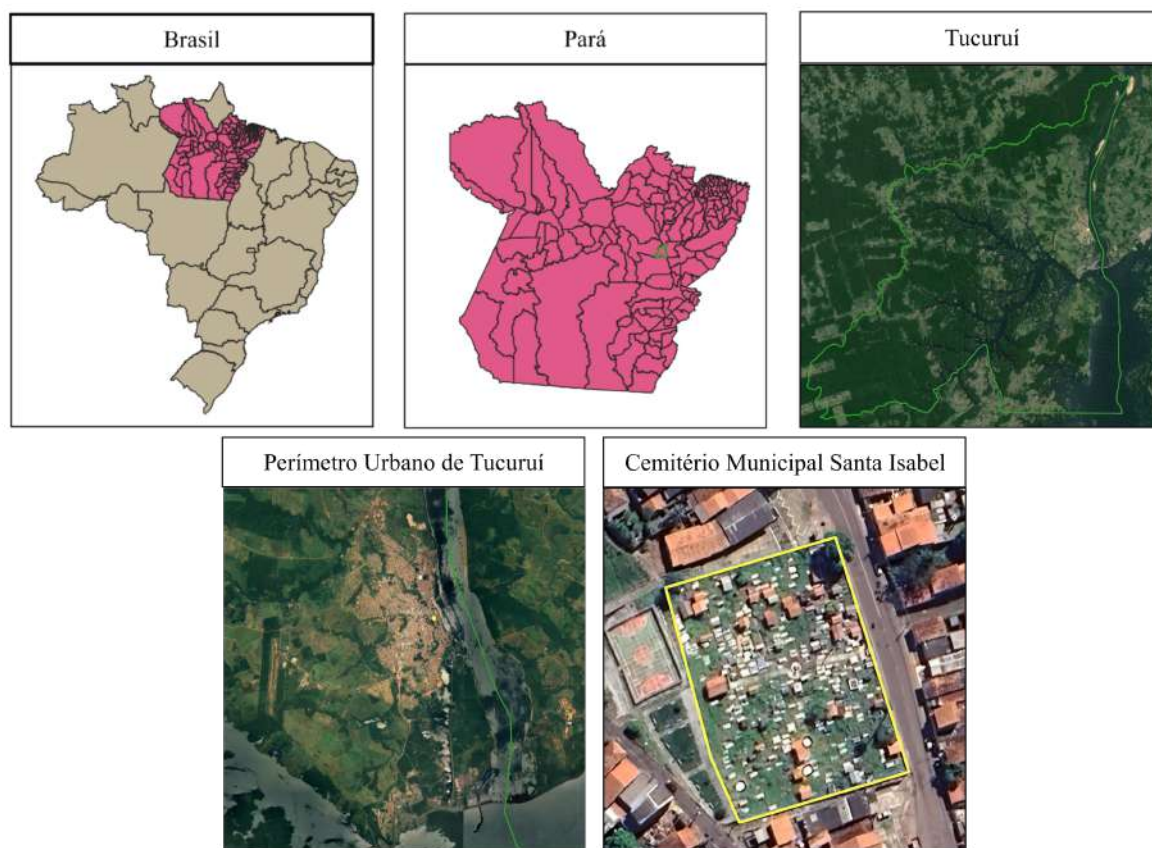 Brasil
Pará
Tucuruí
Perímetro Urbano de Tucuruí
Cemitério Municipal Santa Isabel